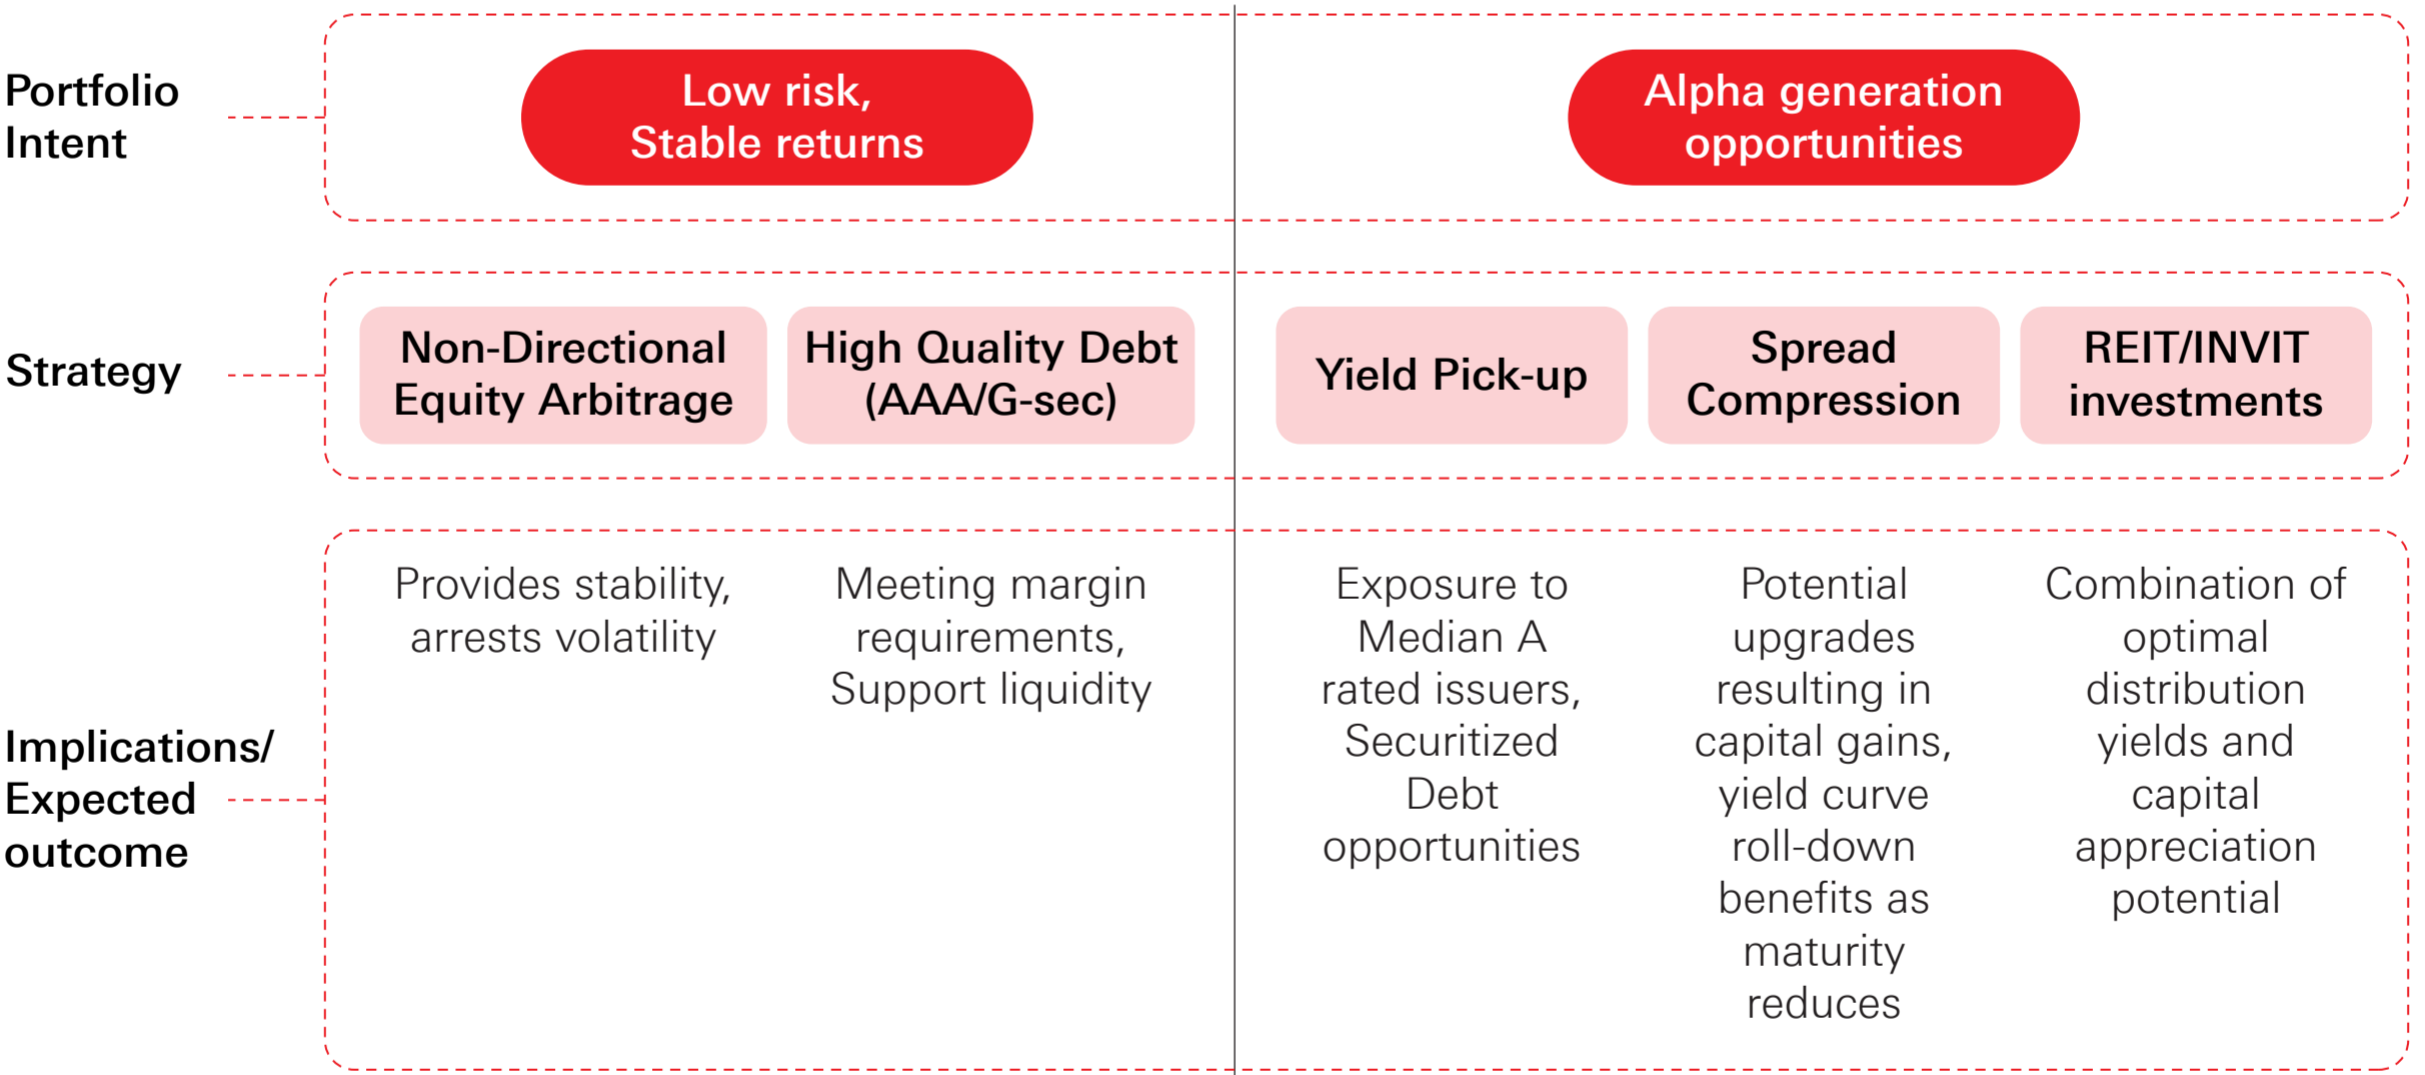 Portfolio
Intent
Low risk,
Stable returns
Alpha generation
opportunities
Strategy
Non-Directional
Equity Arbitrage
High Quality Debt
(AAA/G-sec)
Yield Pick-up
Spread
Compression
REIT/INVIT
investments
Implications/
Expected
outcome
Provides stability,
arrests volatility
Meeting margin
requirements,
Support liquidity
Exposure to
Median A
rated issuers,
Securitized
Debt
opportunities
Potential
upgrades
resulting in
capital gains,
yield curve
roll-down
benefits as
maturity
reduces
Combination of
optimal
distribution
yields and
capital
appreciation
potential